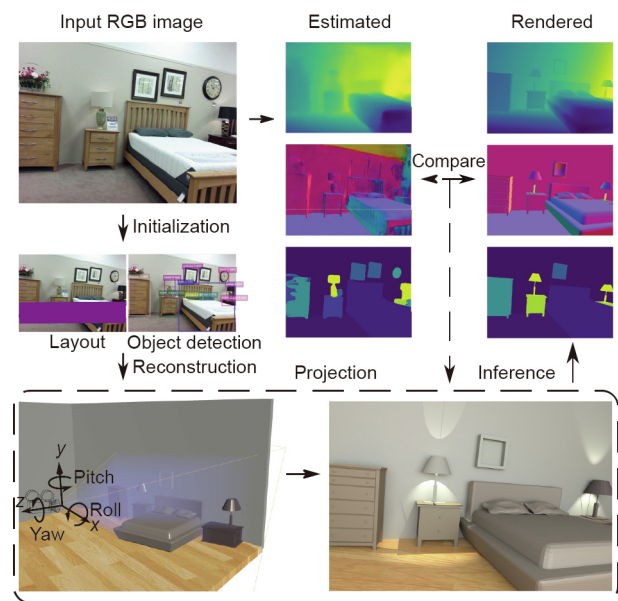 Input RGB image
Estimated
Rendered
Compare
Initialization
Layout
Object detection
Reconstruction
Projection
Inference
y
Pitch
z
Roll
x
Yaw